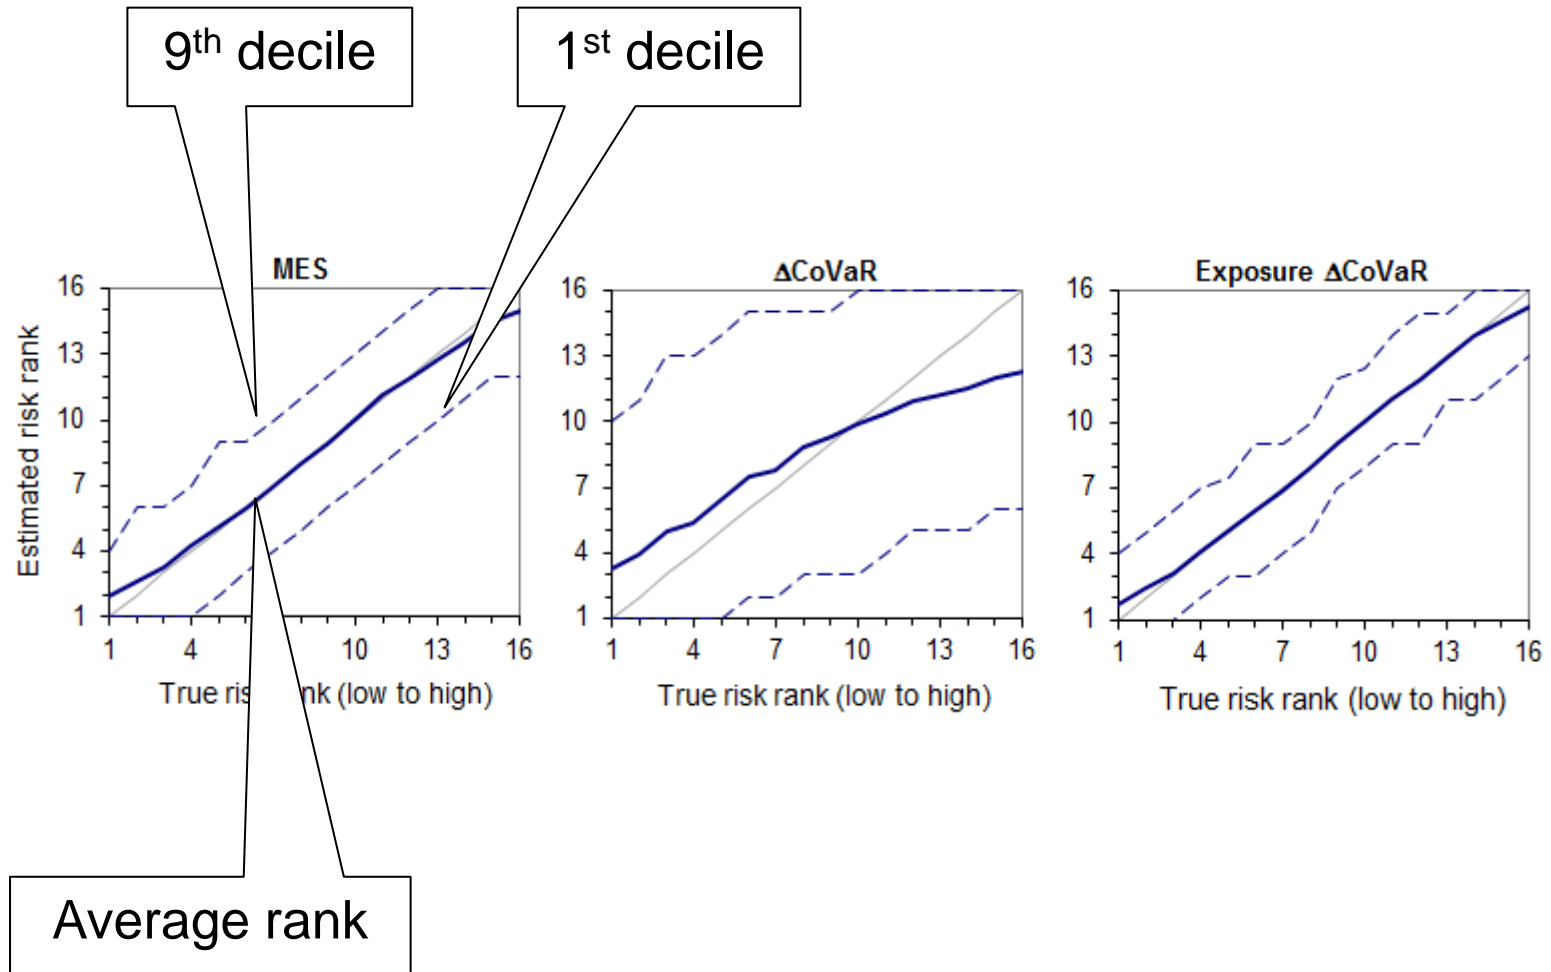 9th decile
1st decile
MES
ΔCoVaR
Exposure ΔCoVaR
Estimated risk rank
16
13
10
7
4
1
1 4 10 13 16
True ris nk (low to high)
16
13
10
7
4
1
1 4 7 10 13 16
True risk rank (low to high)
16
13
10
7
4
1
1 4 7 10 13 16
True risk rank (low to high)
Average rank